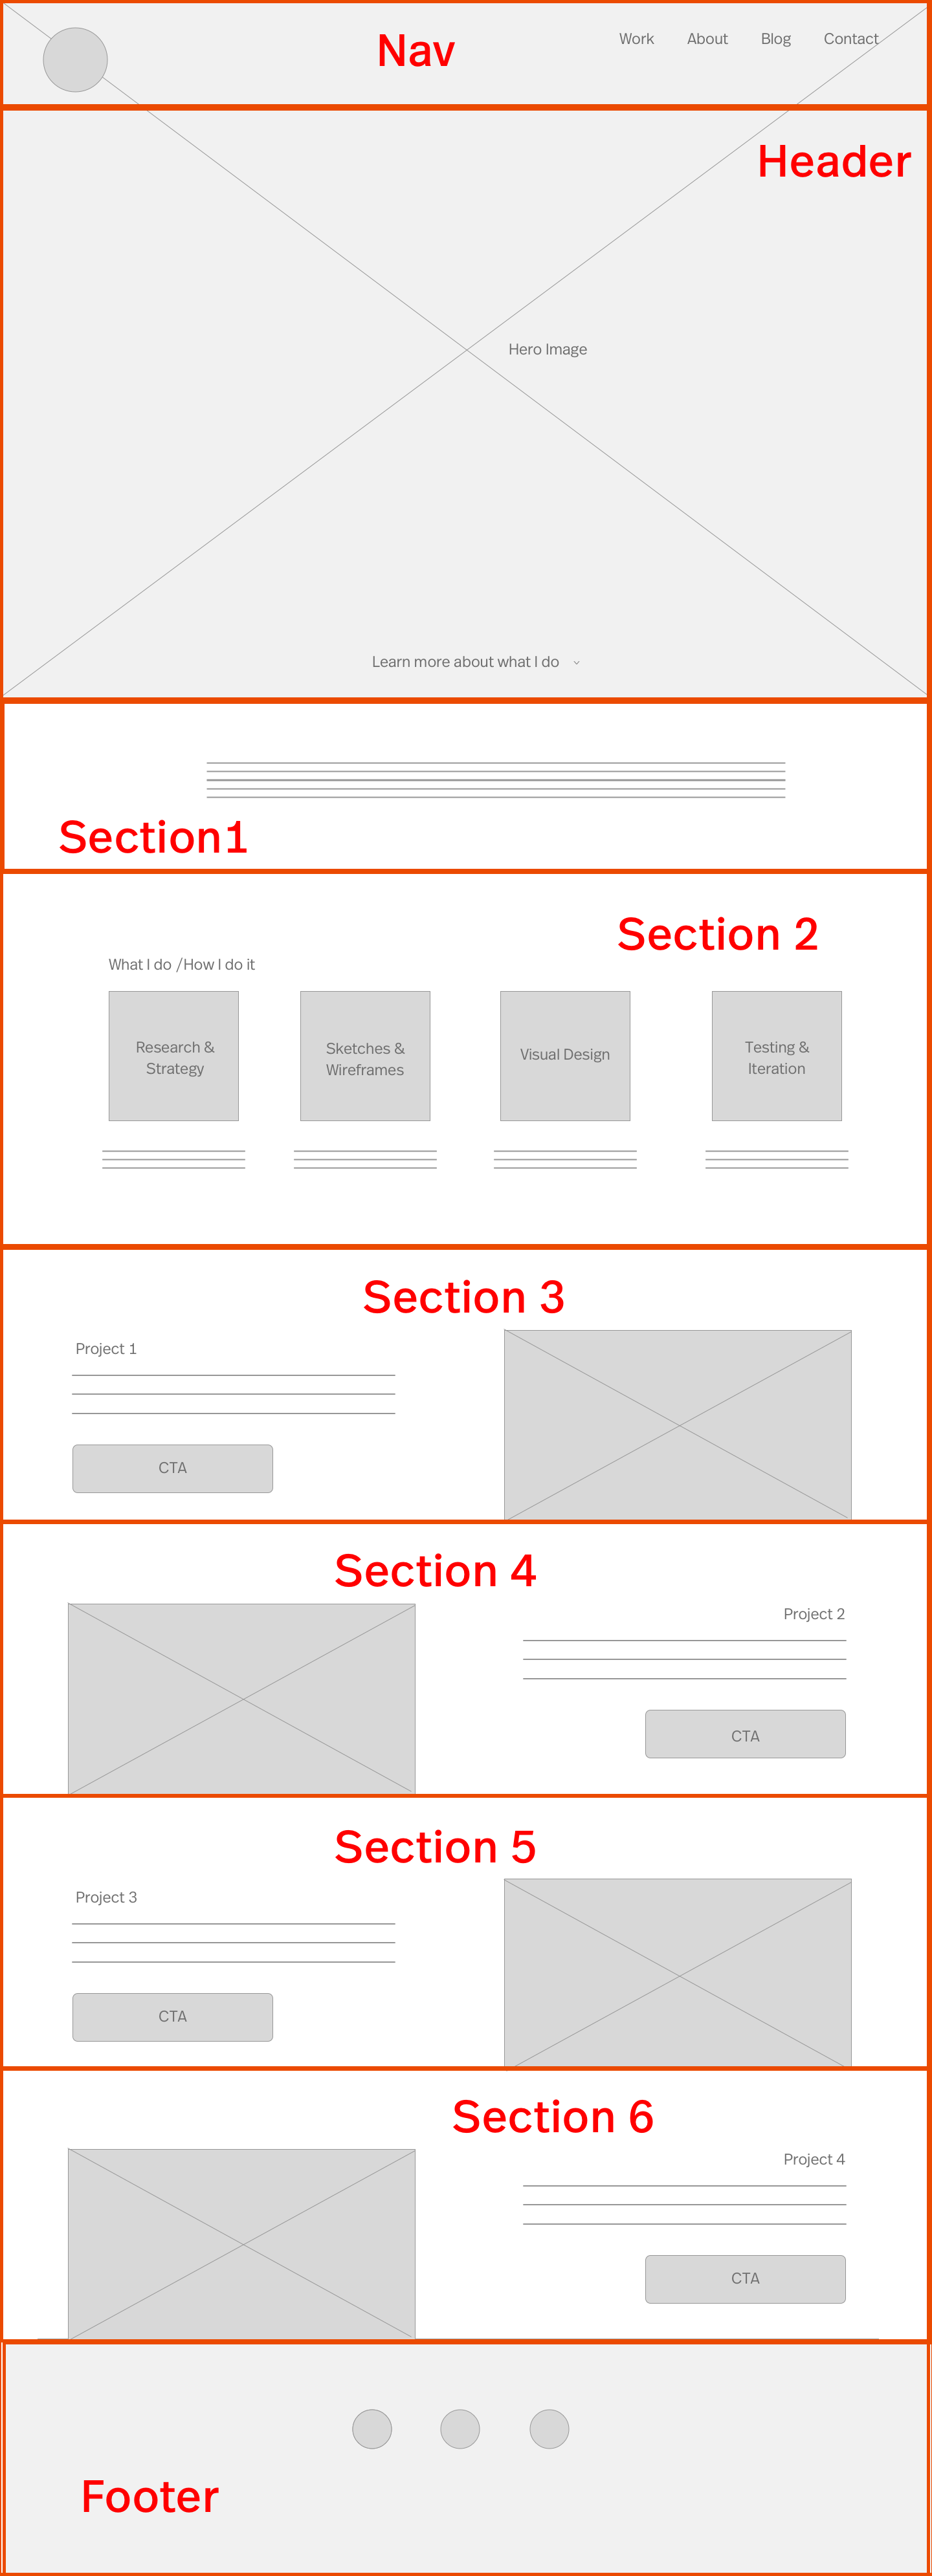 Nav
Work About Blog Contact
Header
Hero Image
Learn more about what I do
Section1
Section 2
What I do /How I do it
Research &
Strategy
Sketches &
Wireframes
Visual Design
Testing &
Iteration
Section 3
Project 1
CTA
Section 4
Project 2
CTA
Section 5
Project 3
CTA
Section 6
Project 4
CTA
Footer